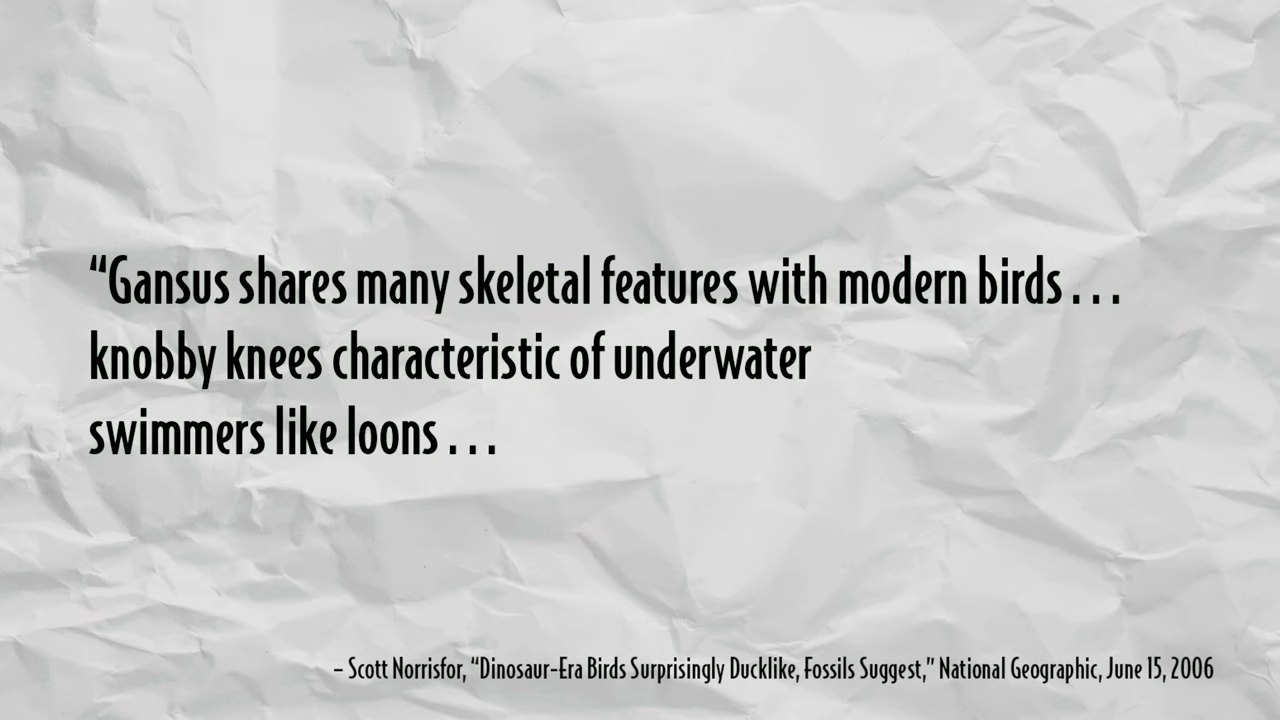 “Gansus shares many skeletal features with modern birds . . .
knobby knees characteristic of underwater
swimmers like loons . . .
– Scott Norrisfor, “Dinosaur-Era Birds Surprisingly Ducklike, Fossils Suggest,” National Geographic, June 15, 2006